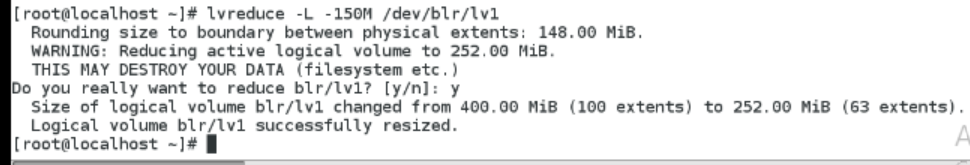 [root@localhost ~]# lvreduce -L -150M /dev/blr/lv1
  Rounding size to boundary between physical extents: 148.00 MiB.
  WARNING: Reducing active logical volume to 252.00 MiB.
  THIS MAY DESTROY YOUR DATA (filesystem etc.)
Do you really want to reduce blr/lv1? [y/n]: y
  Size of logical volume blr/lv1 changed from 400.00 MiB (100 extents) to 252.00 MiB (63 extents).
  Logical volume blr/lv1 successfully resized.
[root@localhost ~]#